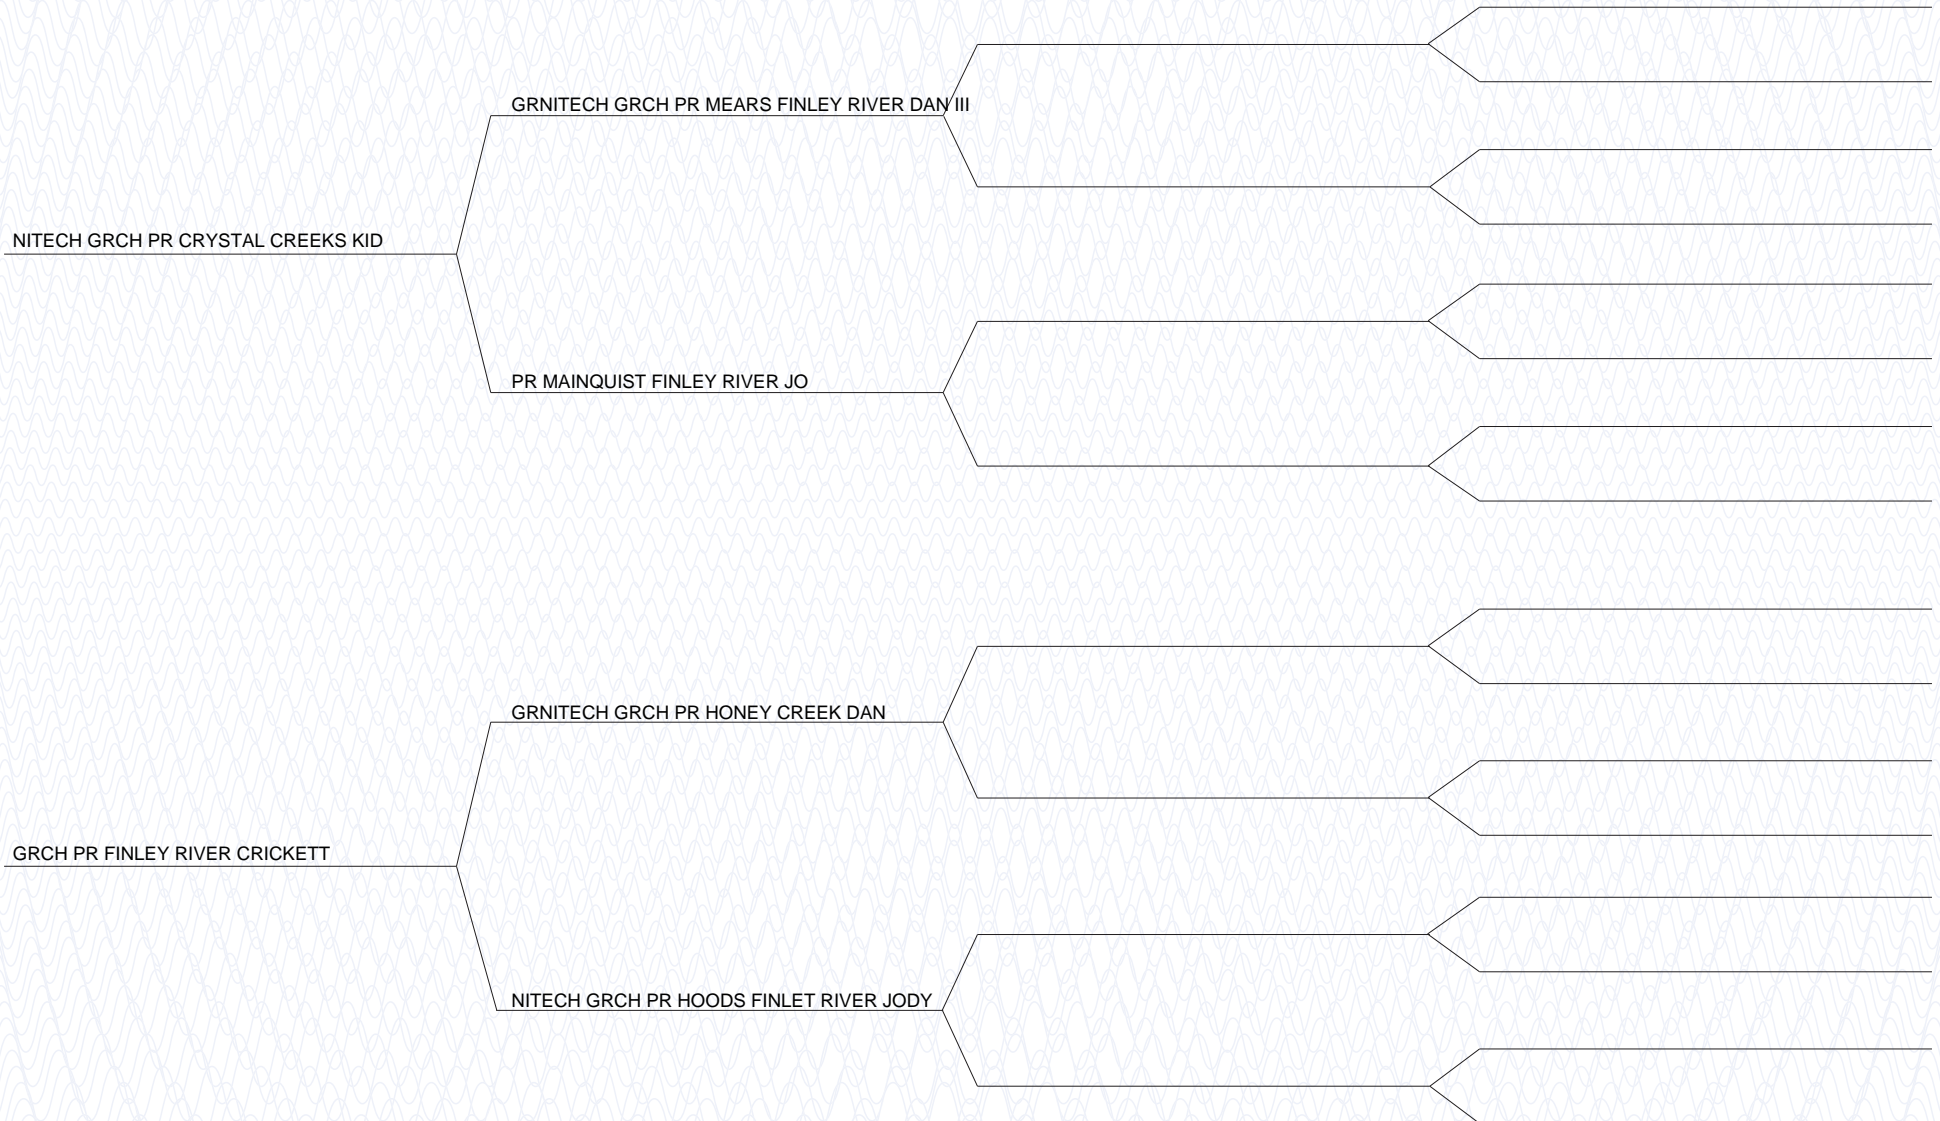 GRNITECH GRCH PR MEARS FINLEY RIVER DAN III
NITECH GRCH PR CRYSTAL CREEKS KID
PR MAINQUIST FINLEY RIVER JO
GRNITECH GRCH PR HONEY CREEK DAN
GRCH PR FINLEY RIVER CRICKETT
NITECH GRCH PR HOODS FINLET RIVER JODY